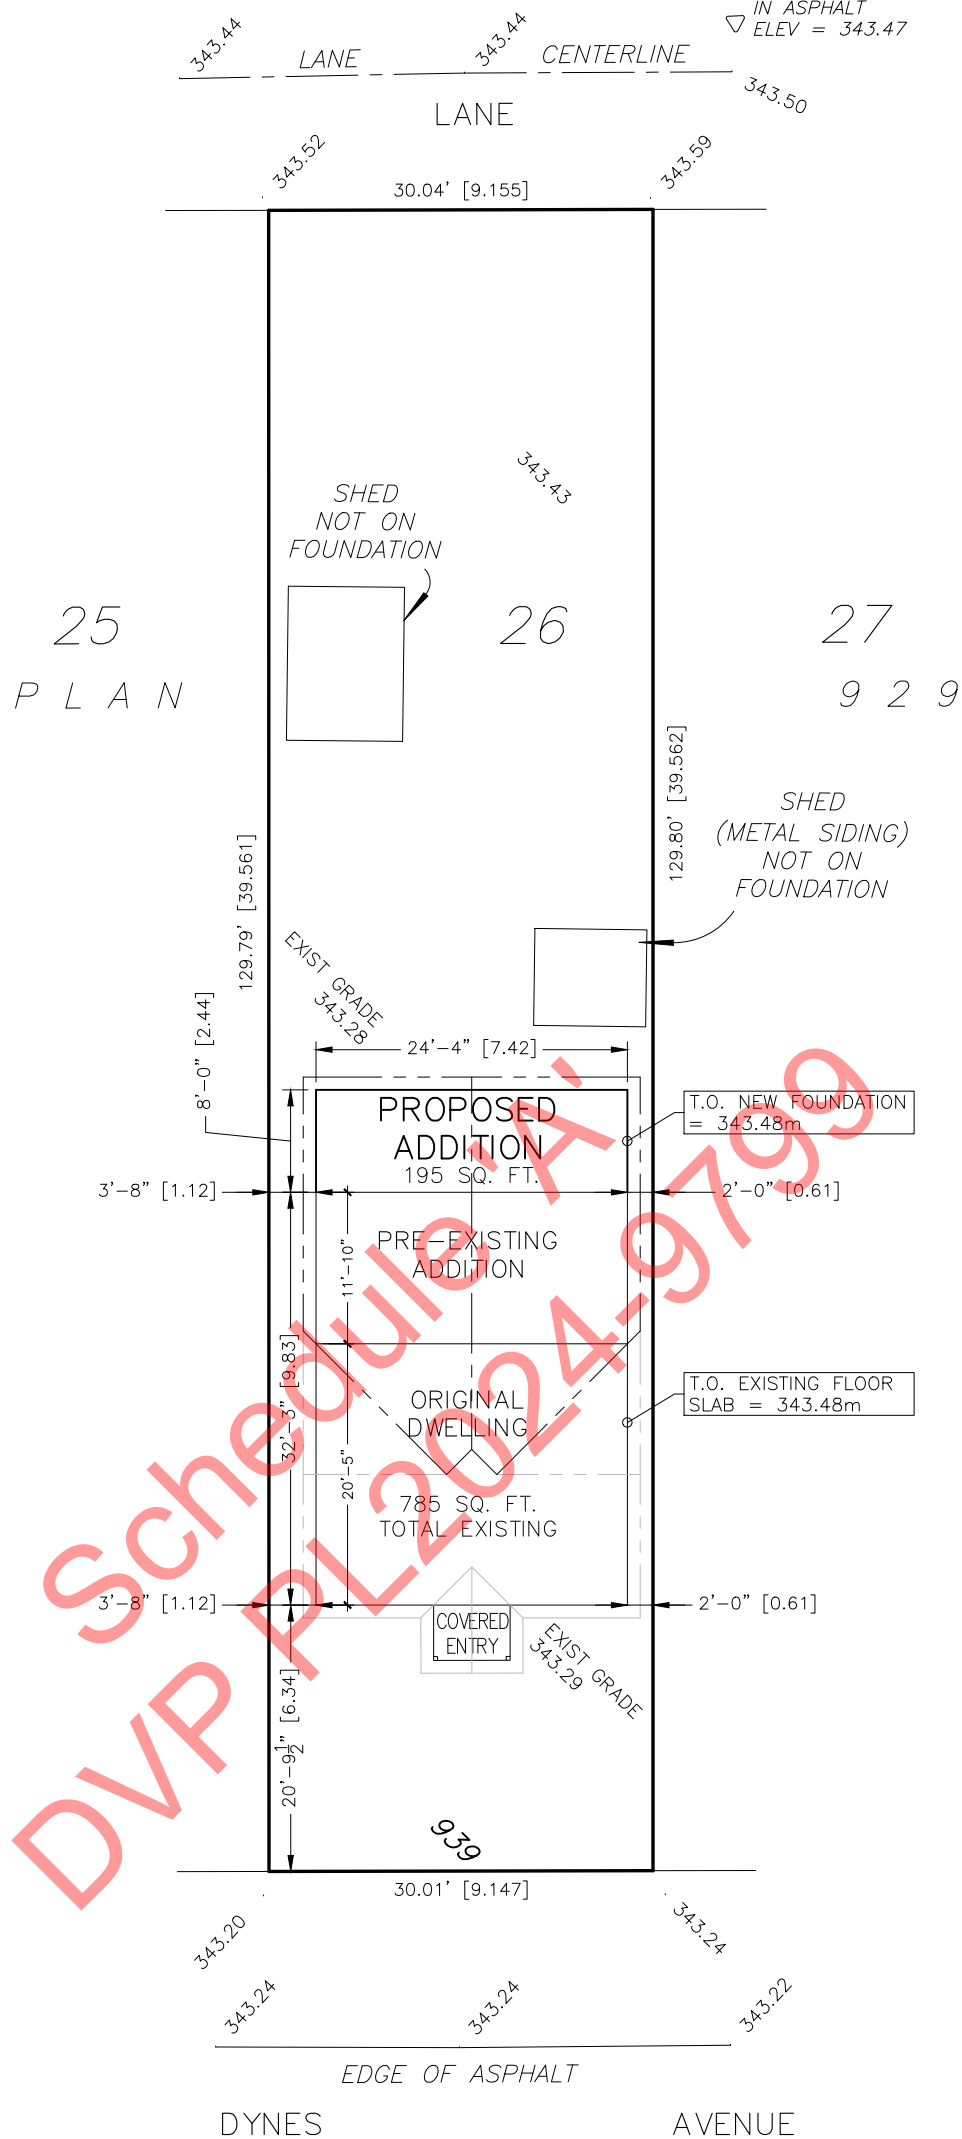 IN ASPHALT
ELEV = 343.47
343.44
343.44
LANE CENTERLINE
343.50
LANE
343.52
343.59
30.04' [9.155]
343.43
SHED
NOT ON
FOUNDATION
25 26 27
PLAN 929
129.80' [39.562]
SHED
(METAL SIDING)
NOT ON
FOUNDATION
129.79' [39.561]
EXIST GRADE
343.28
8'-0" [2.44]
24'-4" [7.42]
PROPOSED
ADDITION
195 SQ. FT.
T.O. NEW FOUNDATION
= 343.48m
3'-8" [1.12]
2'-0" [0.61]
11'-10"
PRE-EXISTING
ADDITION
32'-3" [9.83]
ORIGINAL
DWELLING
T.O. EXISTING FLOOR
SLAB = 343.48m
20'-5"
785 SQ. FT.
TOTAL EXISTING
3'-8" [1.12]
2'-0" [0.61]
COVERED
ENTRY
EXIST GRADE
343.29
20'-9½" [6.34]
939
30.01' [9.147]
343.20
343.24
343.24
343.24
343.22
EDGE OF ASPHALT
DYNES AVENUE
Schedule 'A'
DVP PL2024-9799